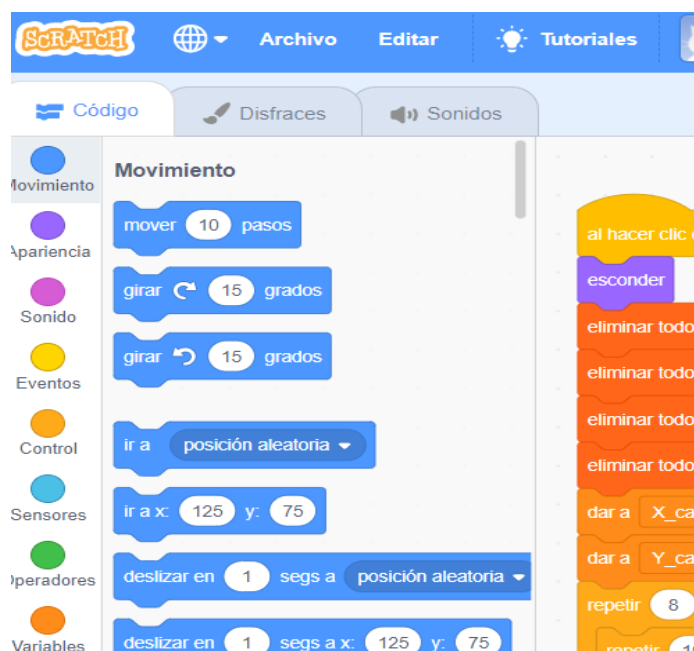 SCRATCH Archivo Editar Tutoriales
Código Disfraces Sonidos
Movimiento
Apariencia
Sonido
Eventos
Control
Sensores
Operadores
Variables
Movimiento
mover 10 pasos
girar 15 grados
girar 15 grados
ir a posición aleatoria
ir a x: 125 y: 75
deslizar en 1 segs a posición aleatoria
deslizar en 1 segs a x: 125 y: 75
al hacer clic
esconder
eliminar todo
eliminar todo
eliminar todo
eliminar todo
dar a X_ca
dar a Y_ca
repetir 8
repetir